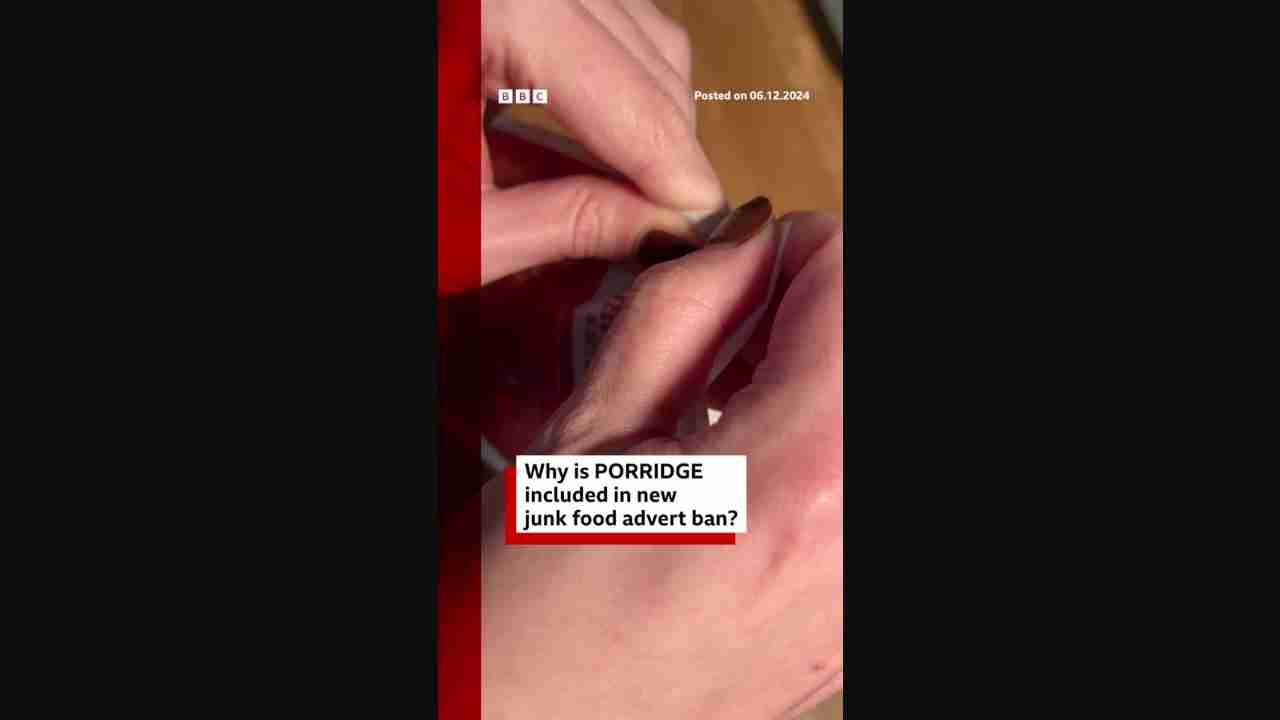 BBC
Posted on 06.12.2024
Why is PORRIDGE
included in new
junk food advert ban?